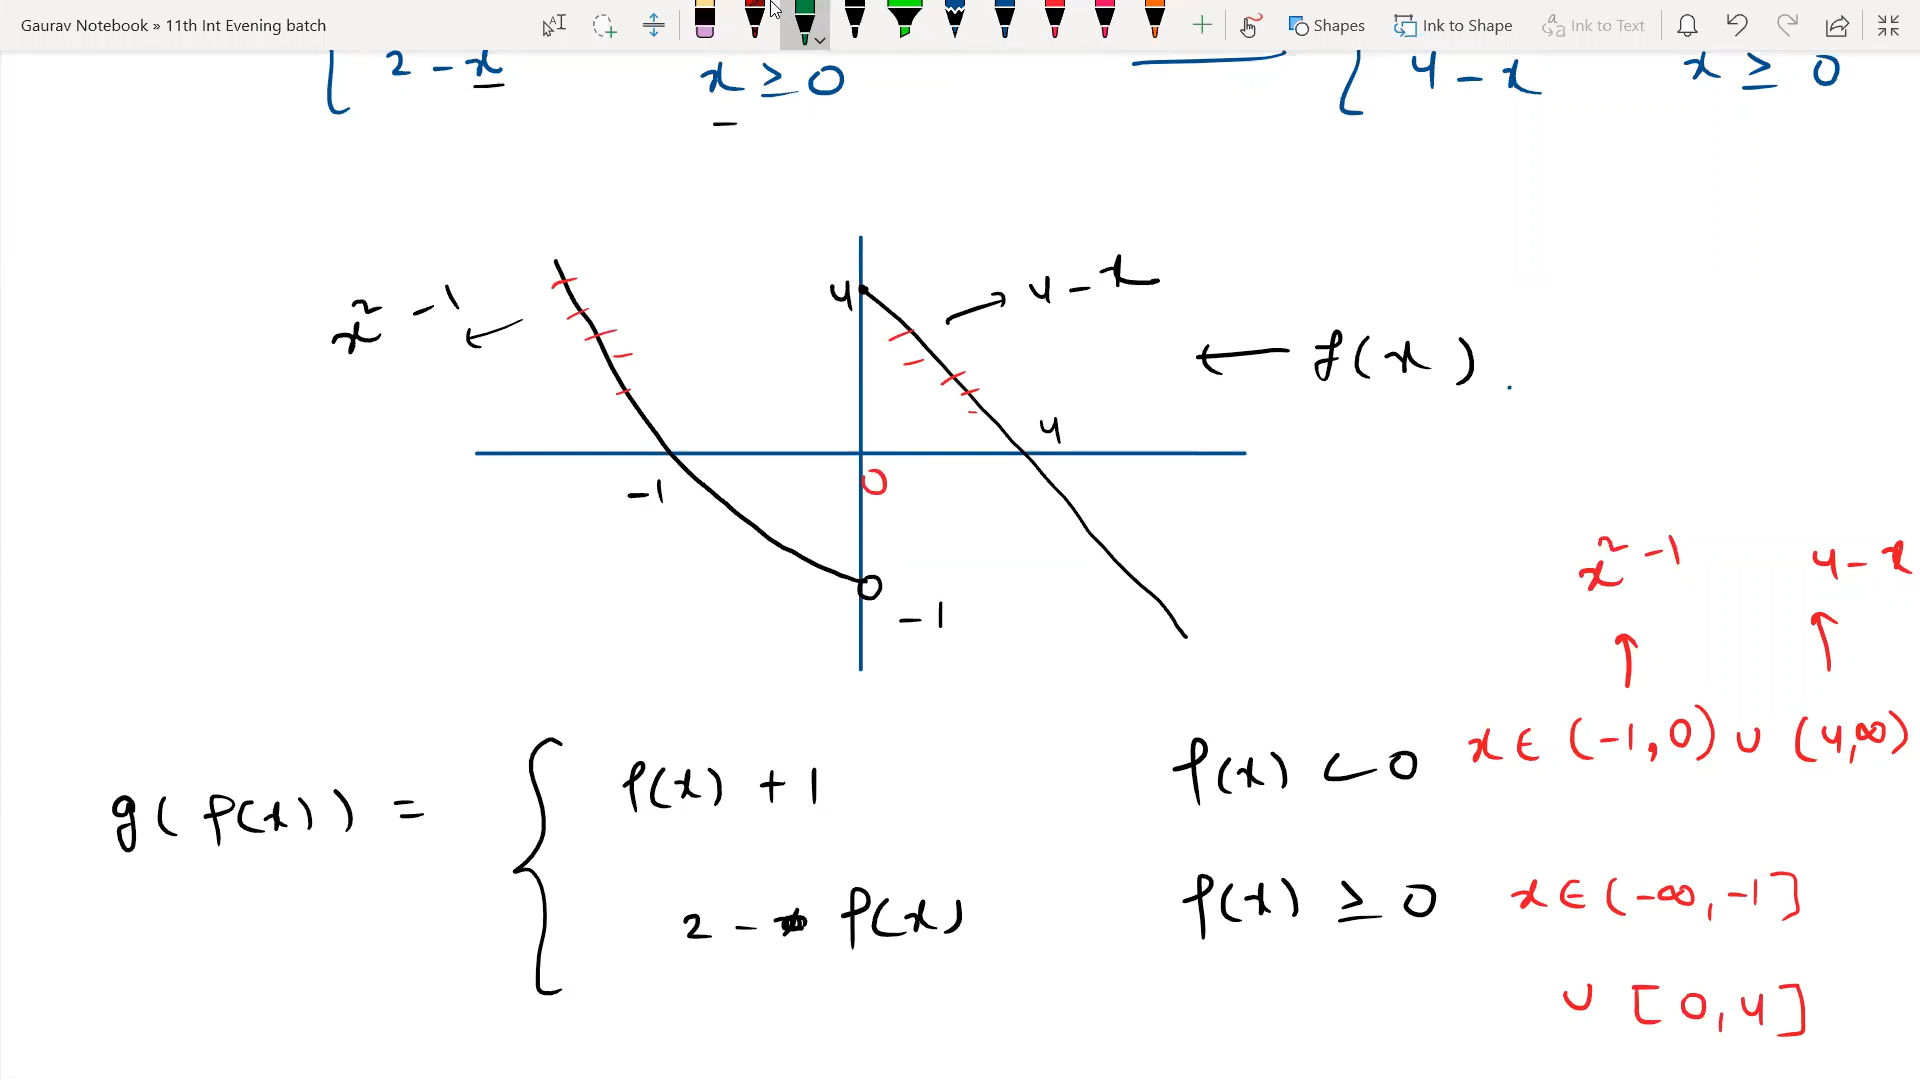 Gaurav Notebook » 11th Int Evening batch
Shapes Ink to Shape Ink to Text
2 - x x ≥ 0 4 - x x ≥ 0
x² - 1 4 4 - x
f(x)
4
-1 0
-1
x² - 1 4 - x
g(f(x)) = f(x) + 1 f(x) < 0 x ∈ (-1, 0) ∪ (4, ∞)
2 - f(x) f(x) ≥ 0 x ∈ (-∞, -1]
∪ [0, 4]